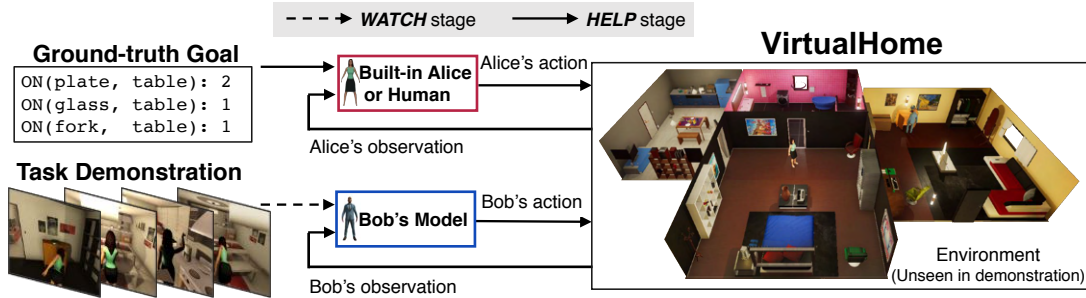 WATCH stage
HELP stage
Ground-truth Goal
ON(plate, table): 2
ON(glass, table): 1
ON(fork, table): 1
Built-in Alice
or Human
Alice's action
Alice's observation
Task Demonstration
Bob's Model
Bob's action
Bob's observation
VirtualHome
Environment
(Unseen in demonstration)